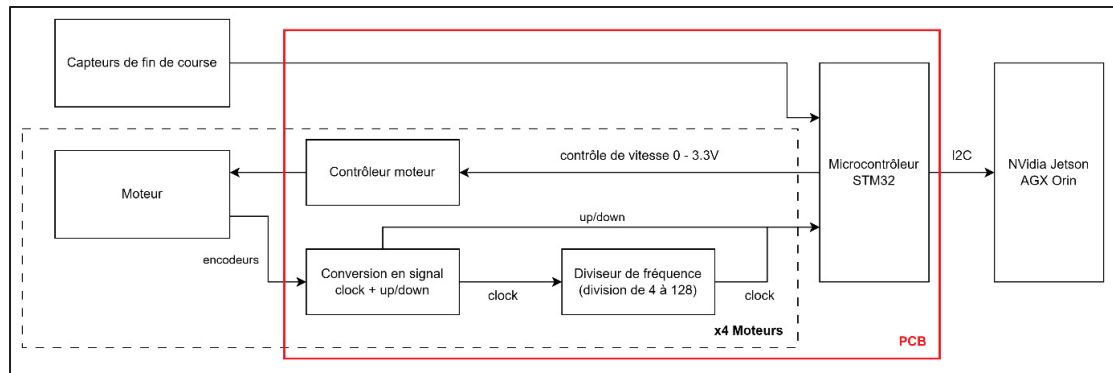 Capteurs de fin de course
Moteur
encodeurs
Contrôleur moteur
contrôle de vitesse 0 - 3.3V
up/down
Conversion en signal
clock + up/down
clock
Diviseur de fréquence
(division de 4 à 128)
clock
x4 Moteurs
PCB
Microcontrôleur
STM32
I2C
NVidia Jetson
AGX Orin